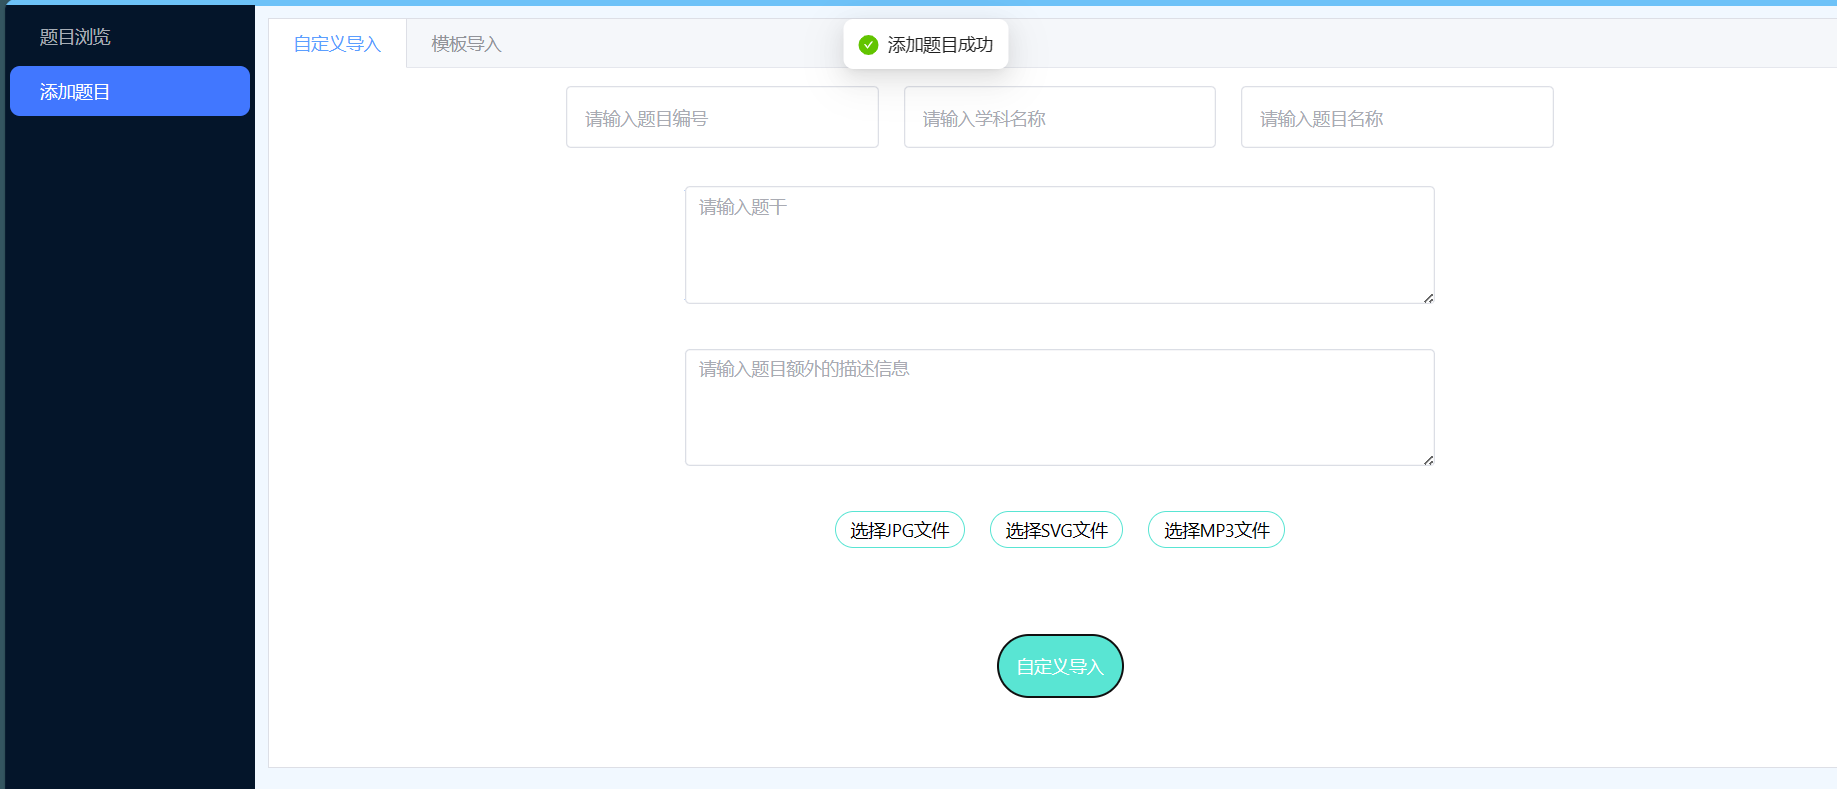 题目浏览
添加题目
自定义导入
模板导入
添加题目成功
请输入题目编号
请输入学科名称
请输入题目名称
请输入题干
请输入题目额外的描述信息
选择JPG文件
选择SVG文件
选择MP3文件
自定义导入